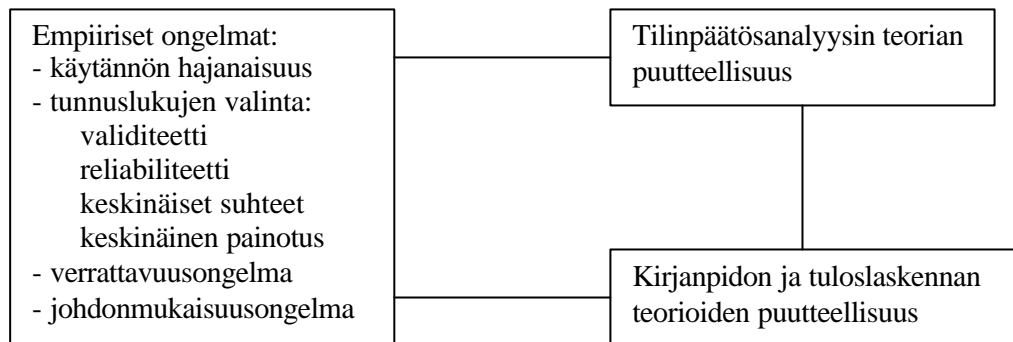 Empiiriset ongelmat:
- käytännön hajanaisuus
- tunnuslukujen valinta:
validiteetti
reliabiliteetti
keskinäiset suhteet
keskinäinen painotus
- verrattavuusongelma
- johdonmukaisuusongelma
Tilinpäätösanalyysin teorian
puutteellisuus
Kirjanpidon ja tuloslaskennan
teorioiden puutteellisuus